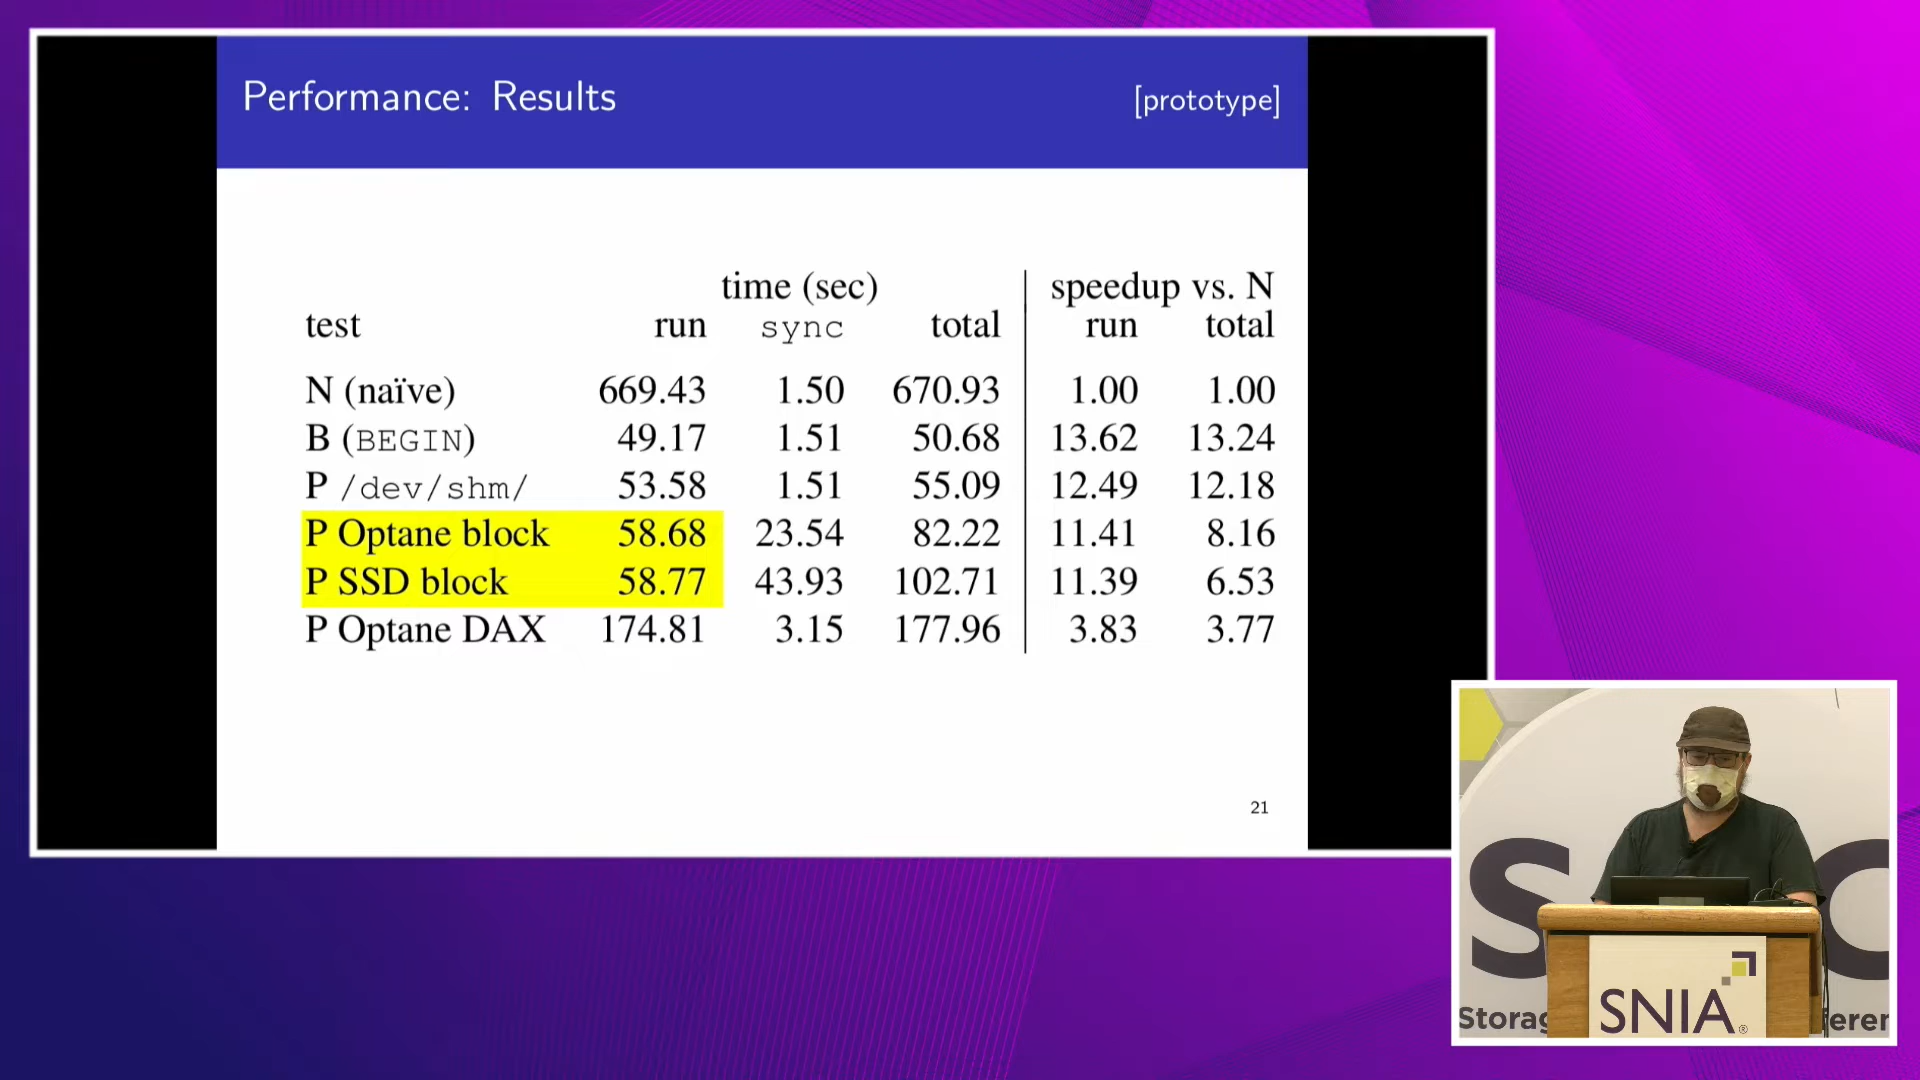 Performance: Results [prototype]
time (sec) speedup vs. N
test run sync total run total
N (naïve) 669.43 1.50 670.93 1.00 1.00
B (BEGIN) 49.17 1.51 50.68 13.62 13.24
P /dev/shm/ 53.58 1.51 55.09 12.49 12.18
P Optane block 58.68 23.54 82.22 11.41 8.16
P SSD block 58.77 43.93 102.71 11.39 6.53
P Optane DAX 174.81 3.15 177.96 3.83 3.77
21
S C
Storag eren
SNIA®